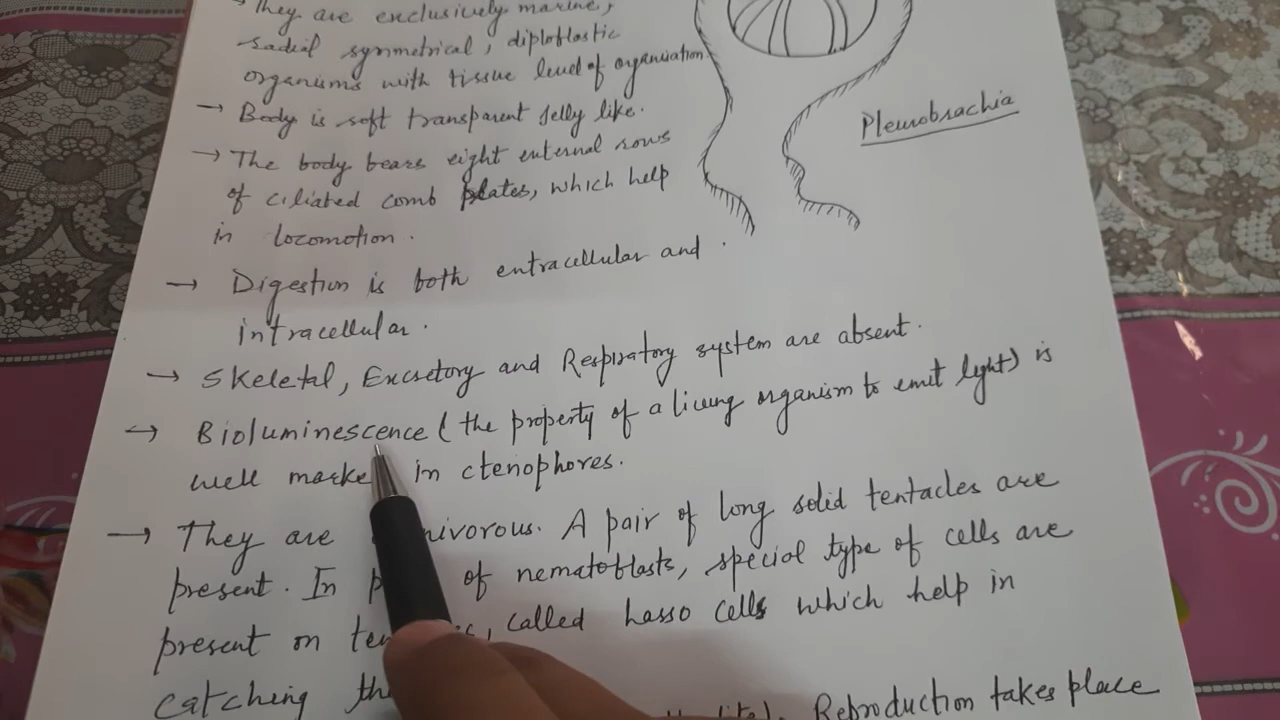 They are exclusively marine,
radial symmetrical, diploblastic
organisms with tissue level of organisation
→ Body is soft transparent Jelly like.
→ The body bears eight external rows
of ciliated comb plates, which help
in locomotion.
Pleurobrachia
→ Digestion is both extracellular and
intracellular.
→ Skeletal, Excretory and Respiratory system are absent.
→ Bioluminescence (the property of a living organism to emit light) is
well marke in ctenophores.
→ They are nivorous. A pair of long solid tentacles are
present. In of nematoblasts, special type of cells are
present on called Lasso cells which help in
catching
Reproduction takes place